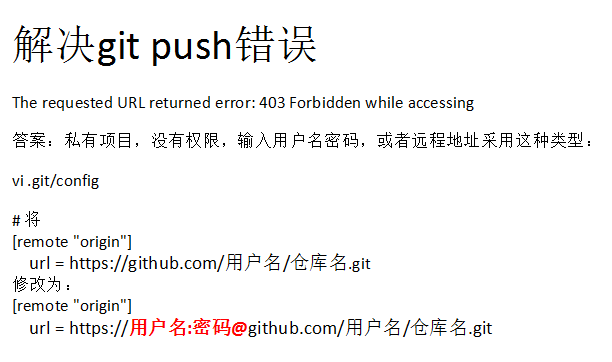 解决git push错误
The requested URL returned error: 403 Forbidden while accessing
答案：私有项目，没有权限，输入用户名密码，或者远程地址采用这种类型：
vi .git/config
# 将
[remote "origin"]
url = https://github.com/用户名/仓库名.git
修改为：
[remote "origin"]
url = https://用户名:密码@github.com/用户名/仓库名.git